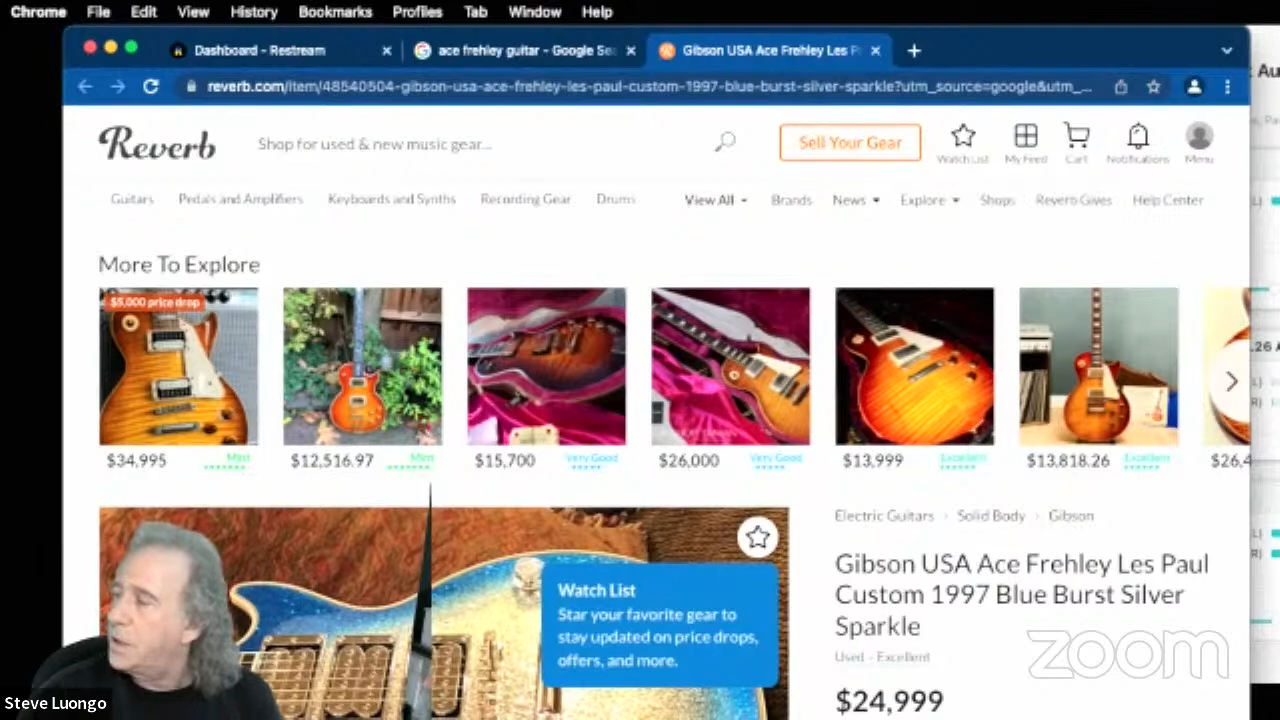 Chrome File Edit View History Bookmarks Profiles Tab Window Help
Dashboard - Restream
ace frehley guitar - Google Se
Gibson USA Ace Frehley Les P
reverb.com/item/48540504-gibson-usa-ace-frehley-les-paul-custom-1997-blue-burst-silver-sparkle?utm_source=google&utm_...
Reverb
Shop for used & new music gear...
Sell Your Gear
Watch List
My Feed
Cart
Notifications
Menu
Guitars Pedals and Amplifiers Keyboards and Synths Recording Gear Drums View All Brands News Explore Shops Reverb Gives Help Center
More To Explore
$5,000 price drop
$34,995 Mint
$12,516.97 Mint
$15,700 Very Good
$26,000 Very Good
$13,999 Excellent
$13,818.26 Excellent
$26,4
Electric Guitars > Solid Body > Gibson
Gibson USA Ace Frehley Les Paul
Custom 1997 Blue Burst Silver
Sparkle
Used - Excellent
$24,999
Watch List
Star your favorite gear to
stay updated on price drops,
offers, and more.
zoom
Steve Luongo